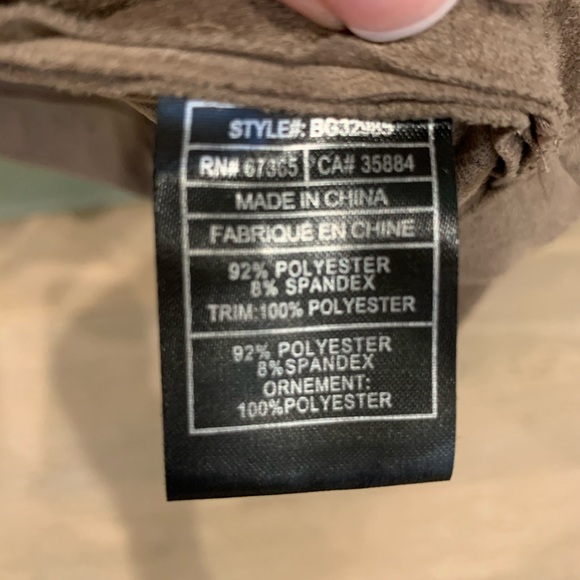 STYLE#: BG32985
RN# 67365 CA# 35884
MADE IN CHINA
FABRIQUÉ EN CHINE
92% POLYESTER
8% SPANDEX
TRIM:100% POLYESTER
92% POLYESTER
8%SPANDEX
ORNEMENT:
100%POLYESTER